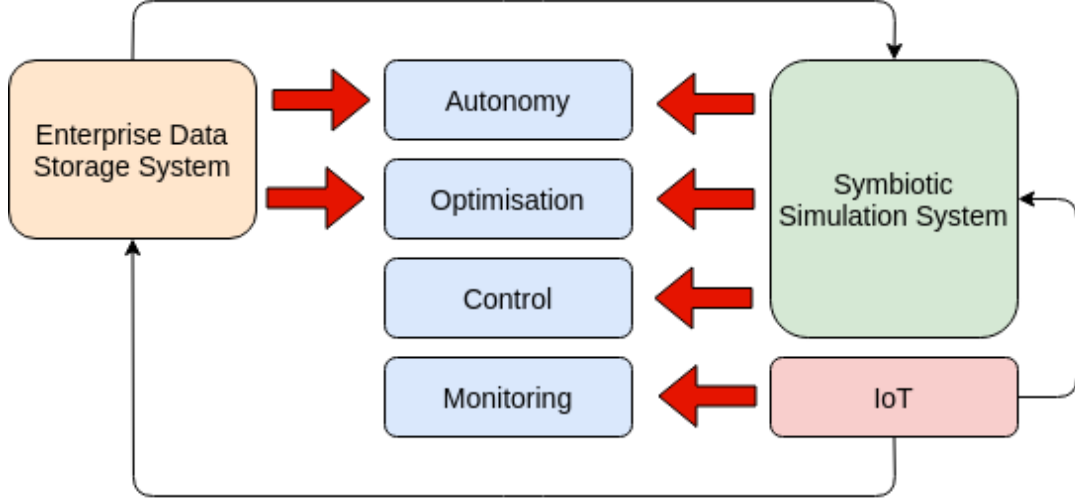 Enterprise Data
Storage System
Autonomy
Optimisation
Control
Monitoring
Symbiotic
Simulation System
IoT